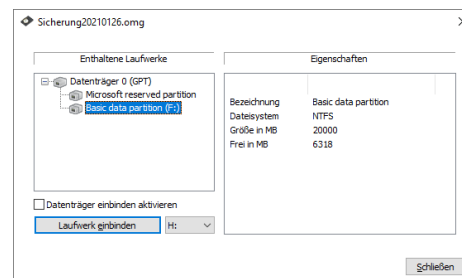 Sicherung20210126.omg
Enthaltene Laufwerke
Eigenschaften
Datenträger 0 (GPT)
Microsoft reserved partition
Basic data partition (F:)
Bezeichnung Basic data partition
Dateisystem NTFS
Größe in MB 20000
Frei in MB 6318
Datenträger einbinden aktivieren
Laufwerk einbinden H:
Schließen